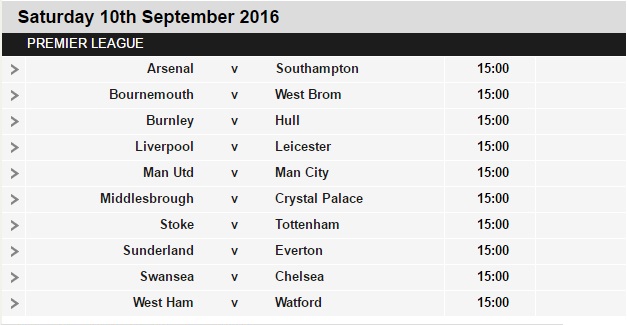 Saturday 10th September 2016
PREMIER LEAGUE
Arsenal v Southampton 15:00
Bournemouth v West Brom 15:00
Burnley v Hull 15:00
Liverpool v Leicester 15:00
Man Utd v Man City 15:00
Middlesbrough v Crystal Palace 15:00
Stoke v Tottenham 15:00
Sunderland v Everton 15:00
Swansea v Chelsea 15:00
West Ham v Watford 15:00